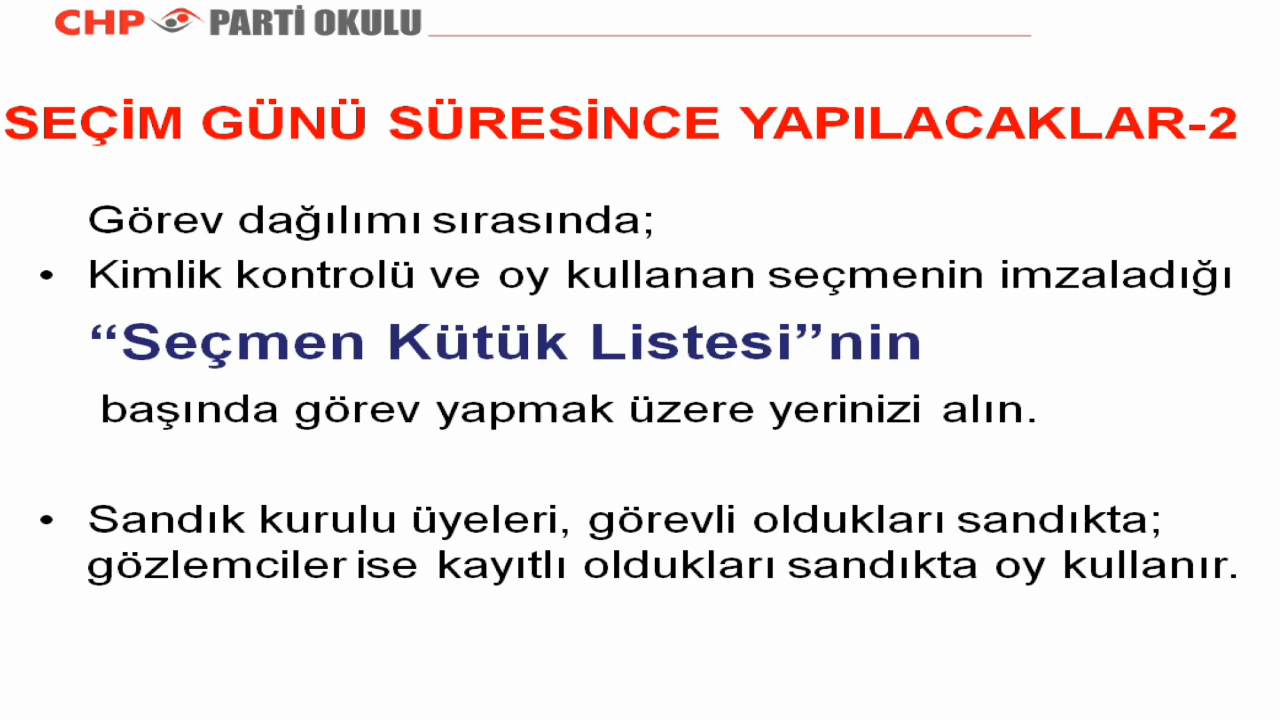 CHP PARTİ OKULU
SEÇİM GÜNÜ SÜRESİNCE YAPILACAKLAR-2
Görev dağılımı sırasında;
• Kimlik kontrolü ve oy kullanan seçmenin imzaladığı
“Seçmen Kütük Listesi”nin
başında görev yapmak üzere yerinizi alın.
• Sandık kurulu üyeleri, görevli oldukları sandıkta;
gözlemciler ise kayıtlı oldukları sandıkta oy kullanır.